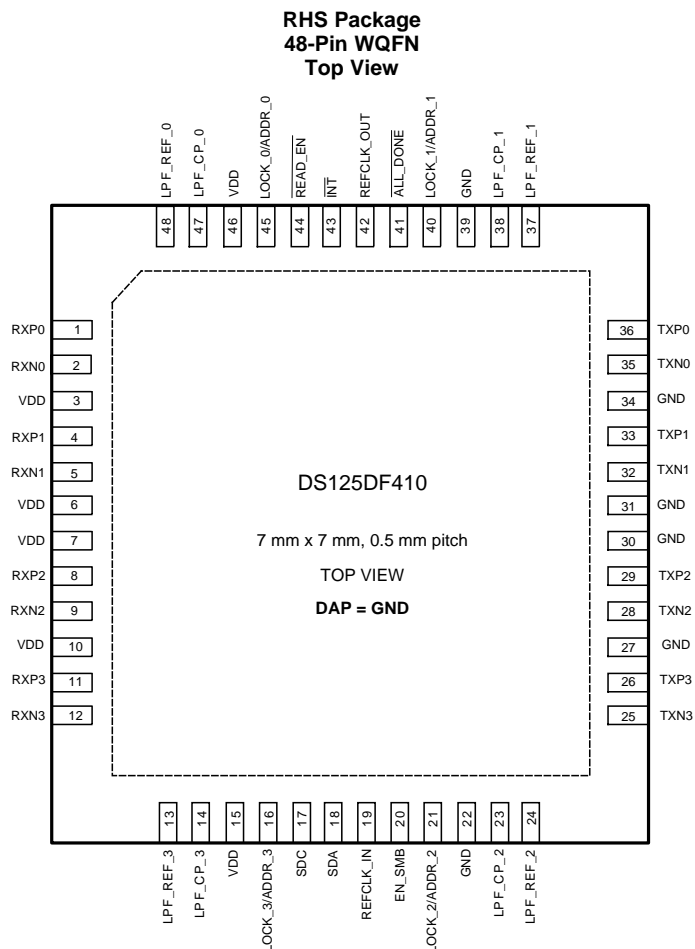 RHS Package
48-Pin WQFN
Top View
LPF_REF_0
LPF_CP_0
VDD
LOCK_0/ADDR_0
READ_EN
INT
REFCLK_OUT
ALL_DONE
LOCK_1/ADDR_1
GND
LPF_CP_1
LPF_REF_1
48
47
46
45
44
43
42
41
40
39
38
37
RXP0 1
RXN0 2
VDD 3
RXP1 4
RXN1 5
VDD 6
VDD 7
RXP2 8
RXN2 9
VDD 10
RXP3 11
RXN3 12
DS125DF410
7 mm x 7 mm, 0.5 mm pitch
TOP VIEW
DAP = GND
36 TXP0
35 TXN0
34 GND
33 TXP1
32 TXN1
31 GND
30 GND
29 TXP2
28 TXN2
27 GND
26 TXP3
25 TXN3
13
14
15
16
17
18
19
20
21
22
23
24
LPF_REF_3
LPF_CP_3
VDD
LOCK_3/ADDR_3
SDC
SDA
REFCLK_IN
EN_SMB
LOCK_2/ADDR_2
GND
LPF_CP_2
LPF_REF_2